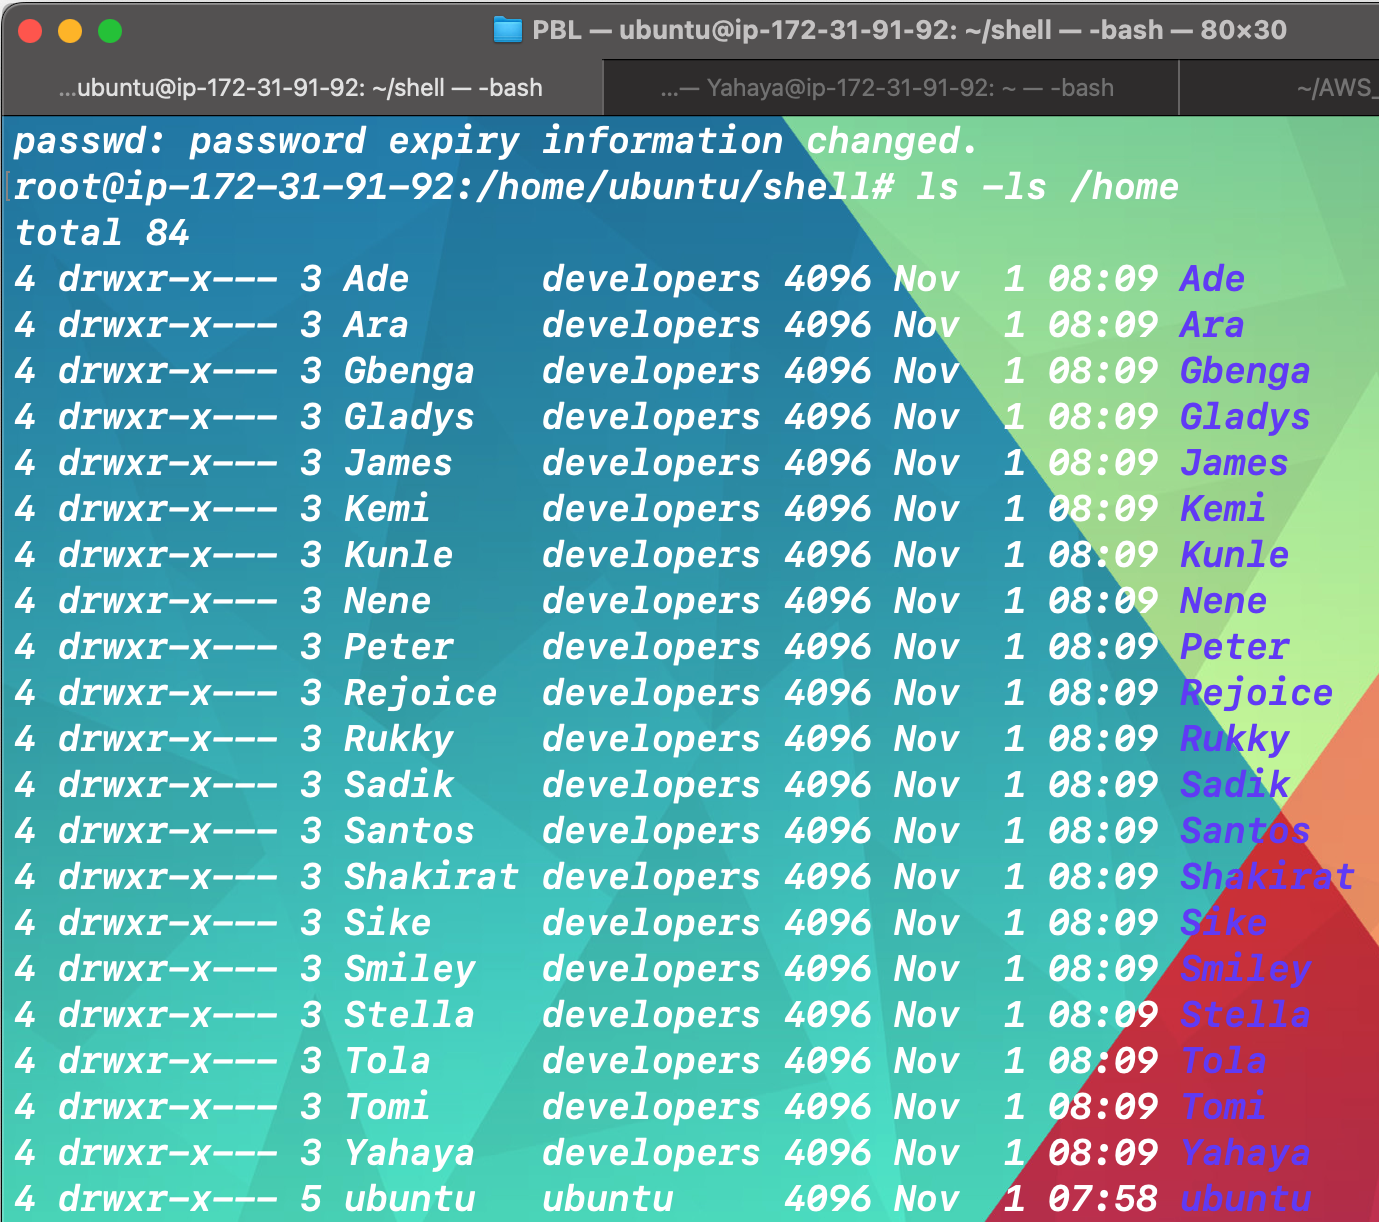 PBL — ubuntu@ip-172-31-91-92: ~/shell — -bash — 80×30
...ubuntu@ip-172-31-91-92: ~/shell — -bash ...— Yahaya@ip-172-31-91-92: ~ — -bash ~/AWS_
passwd: password expiry information changed.
[root@ip-172-31-91-92:/home/ubuntu/shell# ls -ls /home
total 84
4 drwxr-x--- 3 Ade      developers 4096 Nov  1 08:09 Ade
4 drwxr-x--- 3 Ara      developers 4096 Nov  1 08:09 Ara
4 drwxr-x--- 3 Gbenga   developers 4096 Nov  1 08:09 Gbenga
4 drwxr-x--- 3 Gladys   developers 4096 Nov  1 08:09 Gladys
4 drwxr-x--- 3 James    developers 4096 Nov  1 08:09 James
4 drwxr-x--- 3 Kemi     developers 4096 Nov  1 08:09 Kemi
4 drwxr-x--- 3 Kunle    developers 4096 Nov  1 08:09 Kunle
4 drwxr-x--- 3 Nene     developers 4096 Nov  1 08:09 Nene
4 drwxr-x--- 3 Peter    developers 4096 Nov  1 08:09 Peter
4 drwxr-x--- 3 Rejoice  developers 4096 Nov  1 08:09 Rejoice
4 drwxr-x--- 3 Rukky    developers 4096 Nov  1 08:09 Rukky
4 drwxr-x--- 3 Sadik    developers 4096 Nov  1 08:09 Sadik
4 drwxr-x--- 3 Santos   developers 4096 Nov  1 08:09 Santos
4 drwxr-x--- 3 Shakirat developers 4096 Nov  1 08:09 Shakirat
4 drwxr-x--- 3 Sike     developers 4096 Nov  1 08:09 Sike
4 drwxr-x--- 3 Smiley   developers 4096 Nov  1 08:09 Smiley
4 drwxr-x--- 3 Stella   developers 4096 Nov  1 08:09 Stella
4 drwxr-x--- 3 Tola     developers 4096 Nov  1 08:09 Tola
4 drwxr-x--- 3 Tomi     developers 4096 Nov  1 08:09 Tomi
4 drwxr-x--- 3 Yahaya   developers 4096 Nov  1 08:09 Yahaya
4 drwxr-x--- 5 ubuntu   ubuntu     4096 Nov  1 07:58 ubuntu